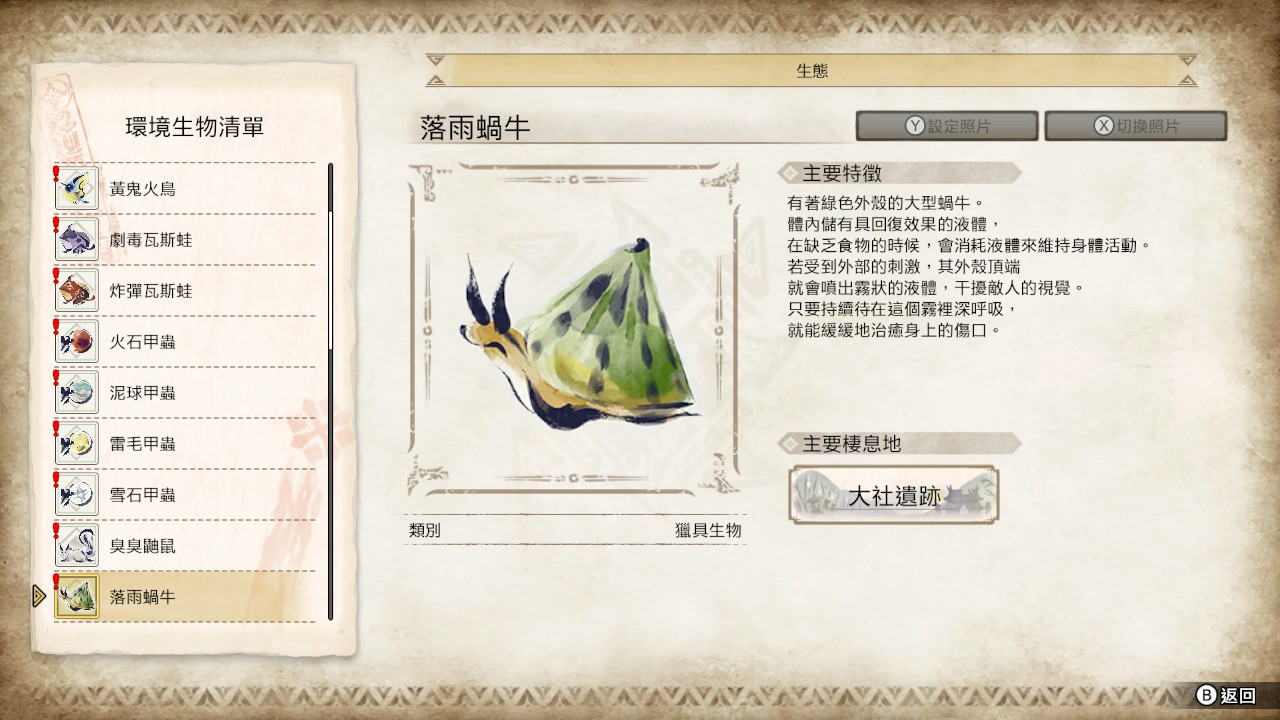 生態
環境生物清單
黃鬼火鳥
劇毒瓦斯蛙
炸彈瓦斯蛙
火石甲蟲
泥球甲蟲
雷毛甲蟲
雪石甲蟲
臭臭鼬鼠
落雨蝸牛
落雨蝸牛
Y 設定照片
X 切換照片
類別
獵具生物
主要特徵
有著綠色外殼的大型蝸牛。
體內儲有具回復效果的液體，
在缺乏食物的時候，會消耗液體來維持身體活動。
若受到外部的刺激，其外殼頂端
就會噴出霧狀的液體，干擾敵人的視覺。
只要持續待在這個霧裡深呼吸，
就能緩緩地治癒身上的傷口。
主要棲息地
大社遺跡
B 返回